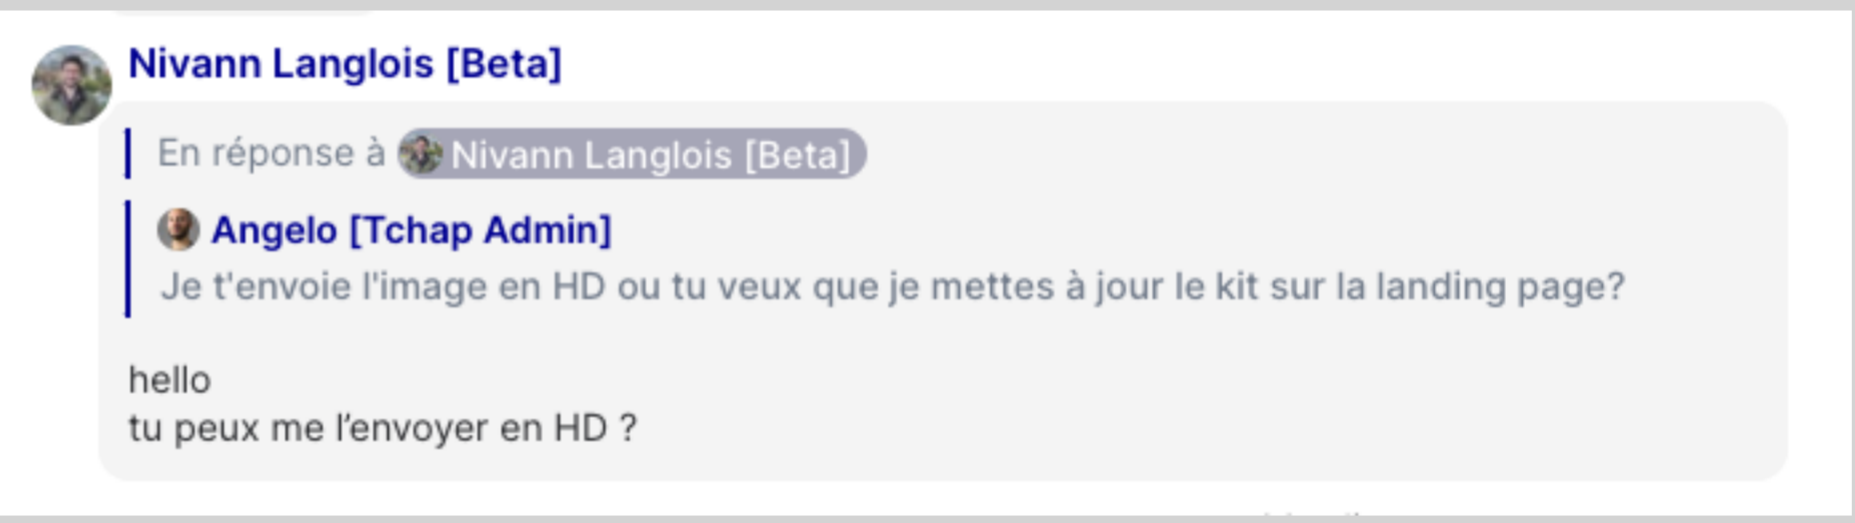 Nivann Langlois [Beta]
En réponse à Nivann Langlois [Beta]
Angelo [Tchap Admin]
Je t'envoie l'image en HD ou tu veux que je mettes à jour le kit sur la landing page?
hello
tu peux me l’envoyer en HD ?